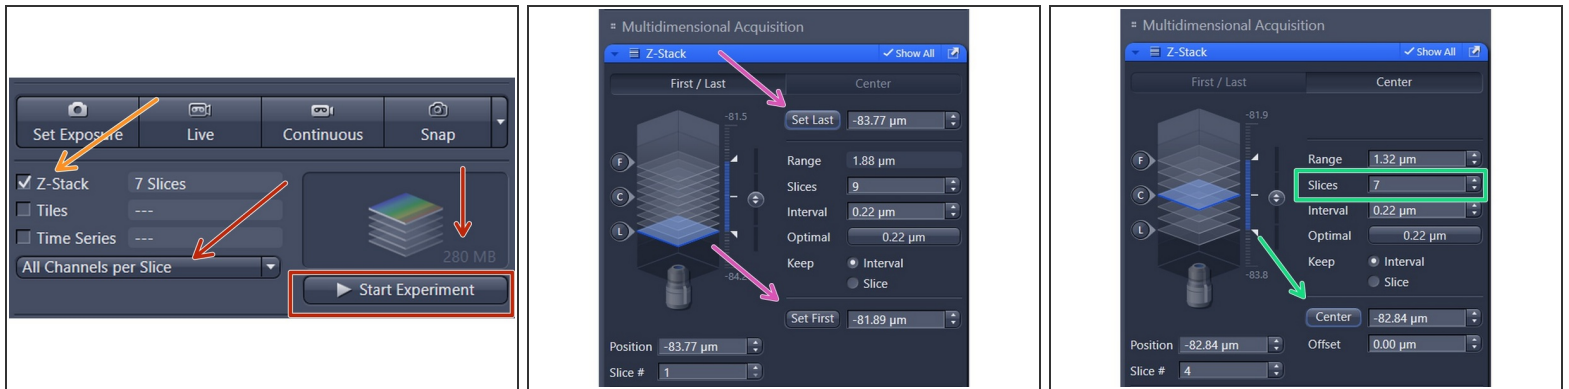 Set Exposure Live Continuous Snap
Z-Stack 7 Slices
Tiles ---
Time Series ---
280 MB
All Channels per Slice
Start Experiment
Multidimensional Acquisition
Z-Stack Show All
First / Last Center
-81.5
Set Last -83.77 µm
F
Range 1.88 µm
Slices 9
C
Interval 0.22 µm
L
Optimal 0.22 µm
Keep Interval
Slice
Set First -81.89 µm
Position -83.77 µm
Slice # 1
Multidimensional Acquisition
Z-Stack Show All
First / Last Center
-81.9
F
Range 1.32 µm
Slices 7
C
Interval 0.22 µm
L
Optimal 0.22 µm
Keep Interval
-83.8
Slice
Center -82.84 µm
Position -82.84 µm Offset 0.00 µm
Slice # 4